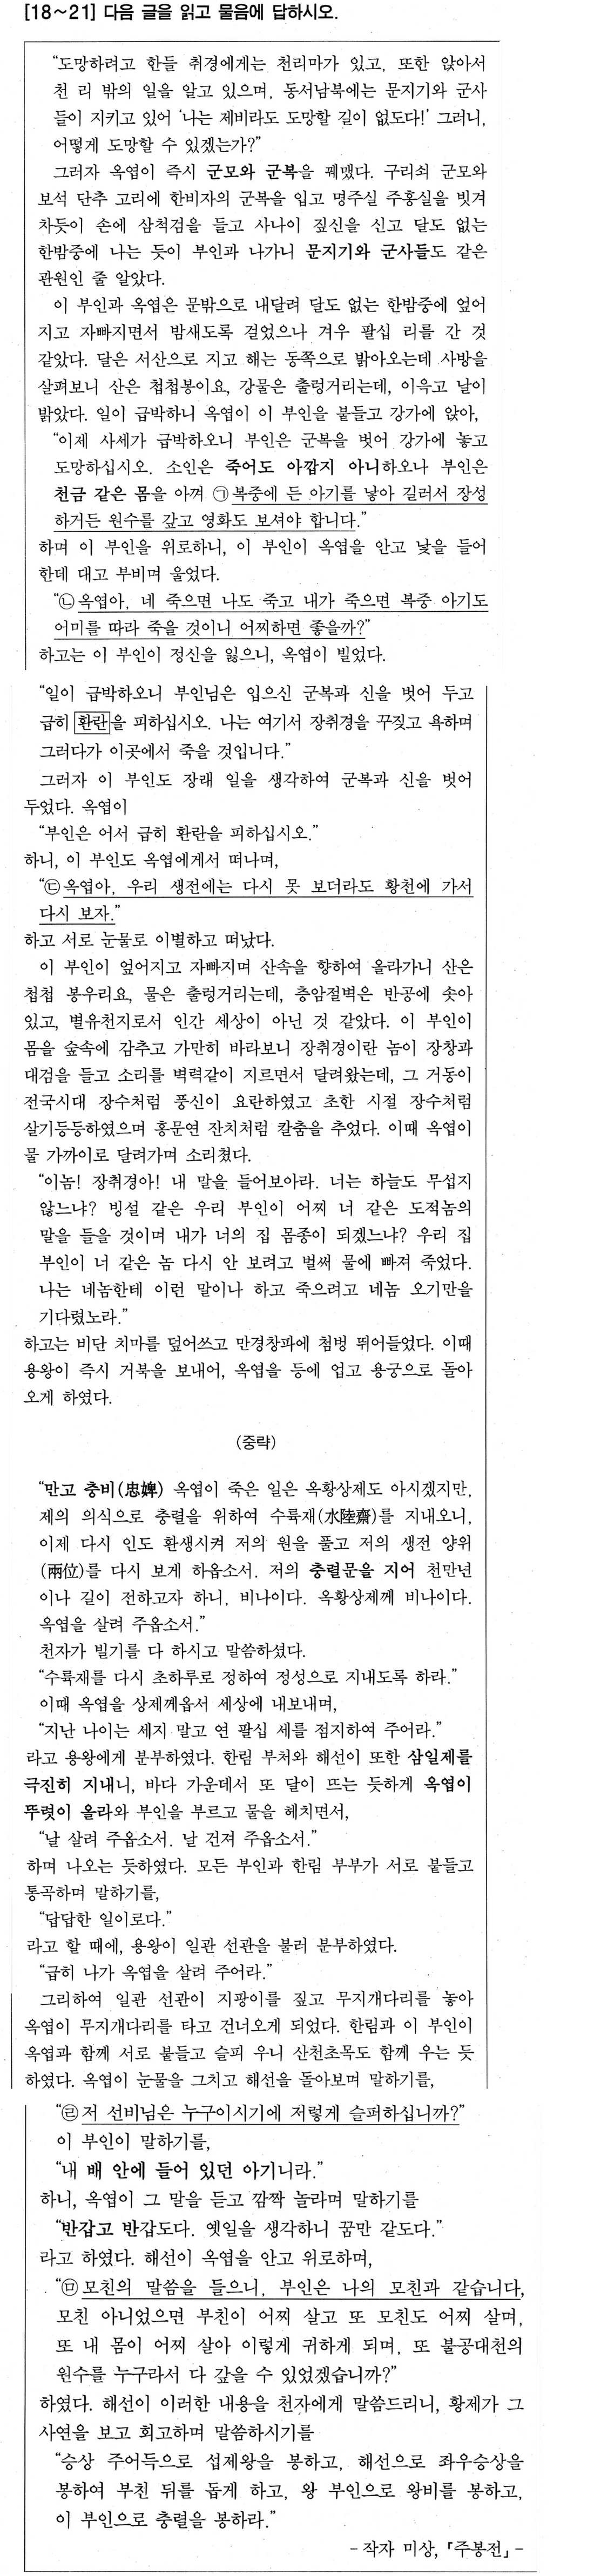 [18~21] 다음 글을 읽고 물음에 답하시오.
“도망하려고 한들 취경에게는 천리마가 있고, 또한 앉아서
천 리 밖의 일을 알고 있으며, 동서남북에는 문지기와 군사
들이 지키고 있어 ‘나는 제비라도 도망할 길이 없도다!’ 그러니,
어떻게 도망할 수 있겠는가?”
그러자 옥엽이 즉시 군모와 군복을 꿰맸다. 구리쇠 군모와
보석 단추 고리에 한비자의 군복을 입고 명주실 주홍실을 빗겨
차듯이 손에 삼척검을 들고 사나이 짚신을 신고 달도 없는
한밤중에 나는 듯이 부인과 나가니 문지기와 군사들도 같은
관원인 줄 알았다.
이 부인과 옥엽은 문밖으로 내달려 달도 없는 한밤중에 엎어
지고 자빠지면서 밤새도록 걸었으나 겨우 팔십 리를 간 것
같았다. 달은 서산으로 지고 해는 동쪽으로 밝아오는데 사방을
살펴보니 산은 첩첩봉이요, 강물은 출렁거리는데, 이윽고 날이
밝았다. 일이 급박하니 옥엽이 이 부인을 붙들고 강가에 앉아,
“이제 사세가 급박하오니 부인은 군복을 벗어 강가에 놓고
도망하십시오. 소인은 죽어도 아깝지 아니하오나 부인은
천금 같은 몸을 아껴 ㉠복중에 든 아기를 낳아 길러서 장성
하거든 원수를 갚고 영화도 보셔야 합니다.”
하며 이 부인을 위로하니, 이 부인이 옥엽을 안고 낯을 들어
한데 대고 부비며 울었다.
“㉡옥엽아, 네 죽으면 나도 죽고 내가 죽으면 복중 아기도
어미를 따라 죽을 것이니 어찌하면 좋을까?”
하고는 이 부인이 정신을 잃으니, 옥엽이 빌었다.
“일이 급박하오니 부인님은 입으신 군복과 신을 벗어 두고
급히 환란을 피하십시오. 나는 여기서 장취경을 꾸짖고 욕하며
그러다가 이곳에서 죽을 것입니다.”
그러자 이 부인도 장래 일을 생각하여 군복과 신을 벗어
두었다. 옥엽이
“부인은 어서 급히 환란을 피하십시오.”
하니, 이 부인도 옥엽에게서 떠나며,
“㉢옥엽아, 우리 생전에는 다시 못 보더라도 황천에 가서
다시 보자.”
하고 서로 눈물로 이별하고 떠났다.
이 부인이 엎어지고 자빠지며 산속을 향하여 올라가니 산은
첩첩 봉우리요, 물은 출렁거리는데, 층암절벽은 반공에 솟아
있고, 별유천지로서 인간 세상이 아닌 것 같았다. 이 부인이
몸을 숲속에 감추고 가만히 바라보니 장취경이란 놈이 장창과
대검을 들고 소리를 벽력같이 지르면서 달려왔는데, 그 거동이
전국시대 장수처럼 풍신이 요란하였고 초한 시절 장수처럼
살기등등하였으며 홍문연 잔치처럼 칼춤을 추었다. 이때 옥엽이
물 가까이로 달려가며 소리쳤다.
“이놈! 장취경아! 내 말을 들어보아라. 너는 하늘도 무섭지
않느냐? 빙설 같은 우리 부인이 어찌 너 같은 도적놈의
말을 들을 것이며 내가 너의 집 몸종이 되겠느냐? 우리 집
부인이 너 같은 놈 다시 안 보려고 벌써 물에 빠져 죽었다.
나는 네놈한테 이런 말이나 하고 죽으려고 네놈 오기만을
기다렸노라.”
하고는 비단 치마를 덮어쓰고 만경창파에 첨벙 뛰어들었다. 이때
용왕이 즉시 거북을 보내어, 옥엽을 등에 업고 용궁으로 돌아
오게 하였다.
(중략)
“만고 충비(忠婢) 옥엽이 죽은 일은 옥황상제도 아시겠지만,
제의 의식으로 충렬을 위하여 수륙재(水陸齋)를 지내오니,
이제 다시 인도 환생시켜 저의 원을 풀고 저의 생전 양위
(兩位)를 다시 보게 하옵소서. 저의 충렬문을 지어 천만년
이나 길이 전하고자 하니, 비나이다. 옥황상제께 비나이다.
옥엽을 살려 주옵소서.”
천자가 빌기를 다 하시고 말씀하셨다.
“수륙재를 다시 초하루로 정하여 정성으로 지내도록 하라.”
이때 옥엽을 상제께옵서 세상에 내보내며,
“지난 나이는 세지 말고 연 팔십 세를 점지하여 주어라.”
라고 용왕에게 분부하였다. 한림 부처와 해선이 또한 삼일제를
극진히 지내니, 바다 가운데서 또 달이 뜨는 듯하게 옥엽이
뚜렷이 올라와 부인을 부르고 물을 헤치면서,
“날 살려 주옵소서. 날 건져 주옵소서.”
하며 나오는 듯하였다. 모든 부인과 한림 부부가 서로 붙들고
통곡하며 말하기를,
“답답한 일이로다.”
라고 할 때에, 용왕이 일관 선관을 불러 분부하였다.
“급히 나가 옥엽을 살려 주어라.”
그리하여 일관 선관이 지팡이를 짚고 무지개다리를 놓아
옥엽이 무지개다리를 타고 건너오게 되었다. 한림과 이 부인이
옥엽과 함께 서로 붙들고 슬피 우니 산천초목도 함께 우는 듯
하였다. 옥엽이 눈물을 그치고 해선을 돌아보며 말하기를,
“㉣저 선비님은 누구이시기에 저렇게 슬퍼하십니까?”
이 부인이 말하기를,
“내 배 안에 들어 있던 아기니라.”
하니, 옥엽이 그 말을 듣고 깜짝 놀라며 말하기를
“반갑고 반갑도다. 옛일을 생각하니 꿈만 같도다.”
라고 하였다. 해선이 옥엽을 안고 위로하며,
“㉤모친의 말씀을 들으니, 부인은 나의 모친과 같습니다,
모친 아니었으면 부친이 어찌 살고 또 모친도 어찌 살며,
또 내 몸이 어찌 살아 이렇게 귀하게 되며, 또 불공대천의
원수를 누구라서 다 갚을 수 있었겠습니까?”
하였다. 해선이 이러한 내용을 천자에게 말씀드리니, 황제가 그
사연을 보고 회고하며 말씀하시기를
“승상 주어득으로 섭제왕을 봉하고, 해선으로 좌우승상을
봉하여 부친 뒤를 돕게 하고, 왕 부인으로 왕비를 봉하고,
이 부인으로 충렬을 봉하라.”
- 작자 미상, 「주봉전」 -